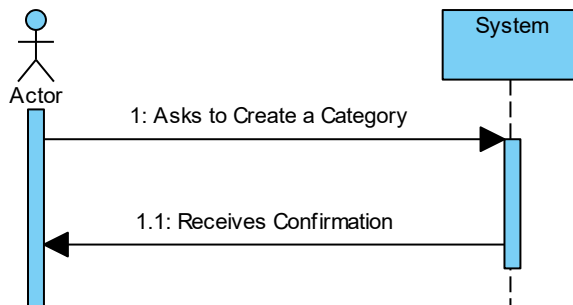 System
Actor
1: Asks to Create a Category
1.1: Receives Confirmation